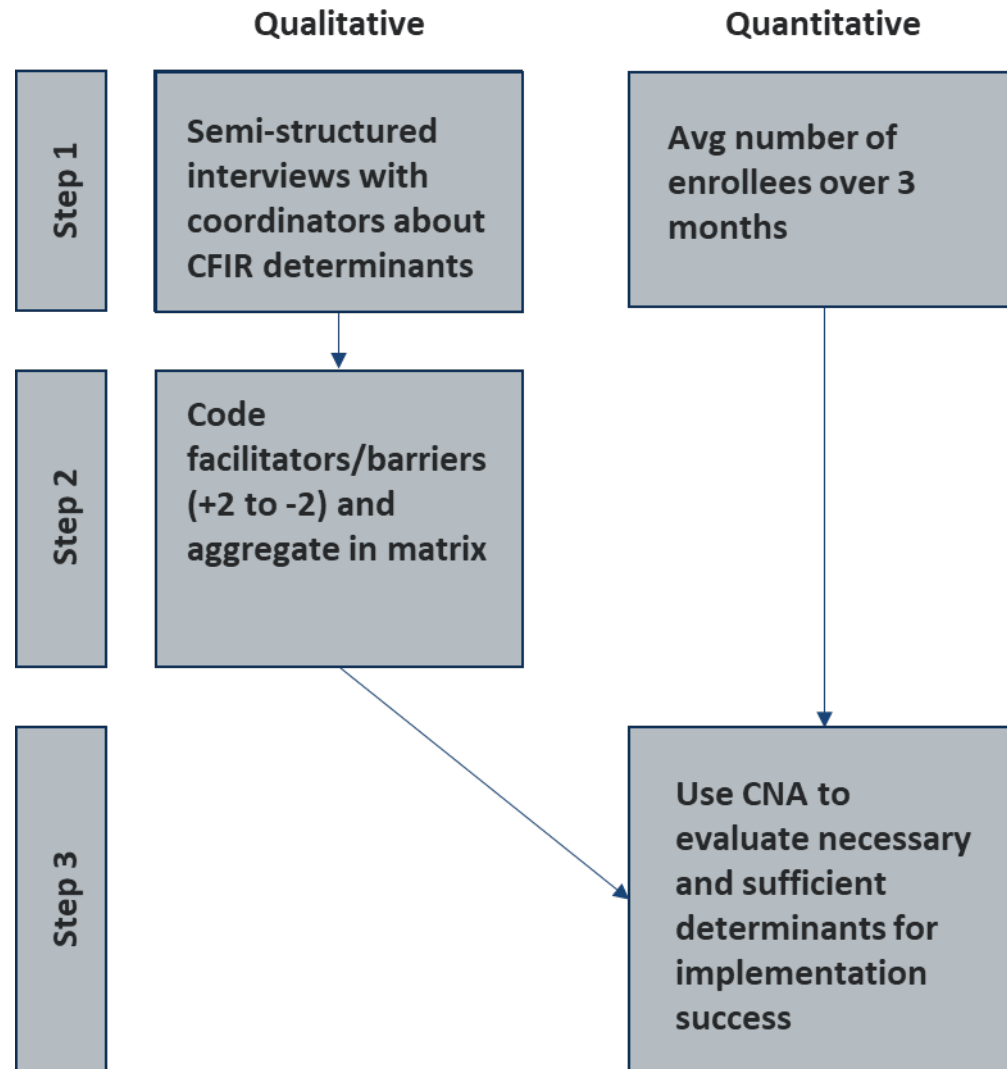 Qualitative
Quantitative
Step 1
Semi-structured
interviews with
coordinators about
CFIR determinants
Avg number of
enrollees over 3
months
Step 2
Code
facilitators/barriers
(+2 to -2) and
aggregate in matrix
Step 3
Use CNA to
evaluate necessary
and sufficient
determinants for
implementation
success